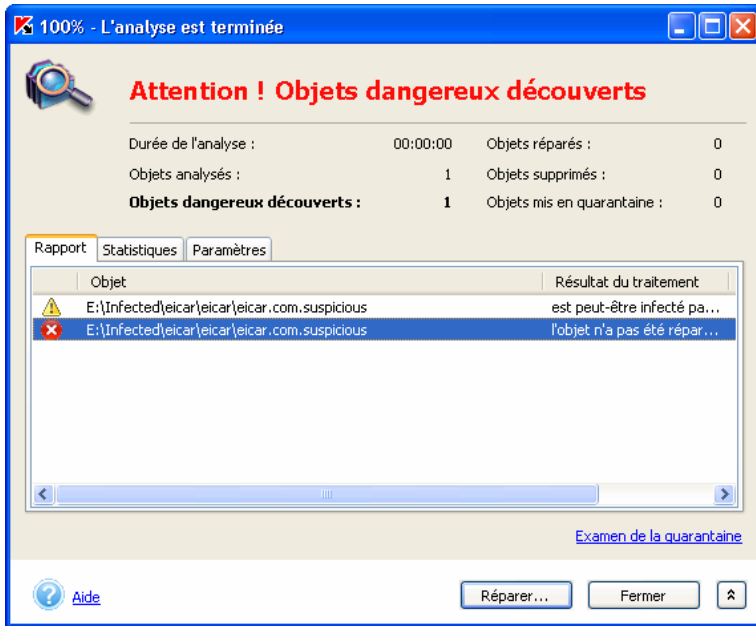 100% - L'analyse est terminée
Attention ! Objets dangereux découverts
Durée de l'analyse : 00:00:00 Objets réparés : 0
Objets analysés : 1 Objets supprimés : 0
Objets dangereux découverts : 1 Objets mis en quarantaine : 0
Rapport Statistiques Paramètres
Objet Résultat du traitement
E:\Infected\eicar\eicar\eicar.com.suspicious est peut-être infecté pa...
E:\Infected\eicar\eicar\eicar.com.suspicious l'objet n'a pas été répar...
Examen de la quarantaine
Aide Réparer... Fermer